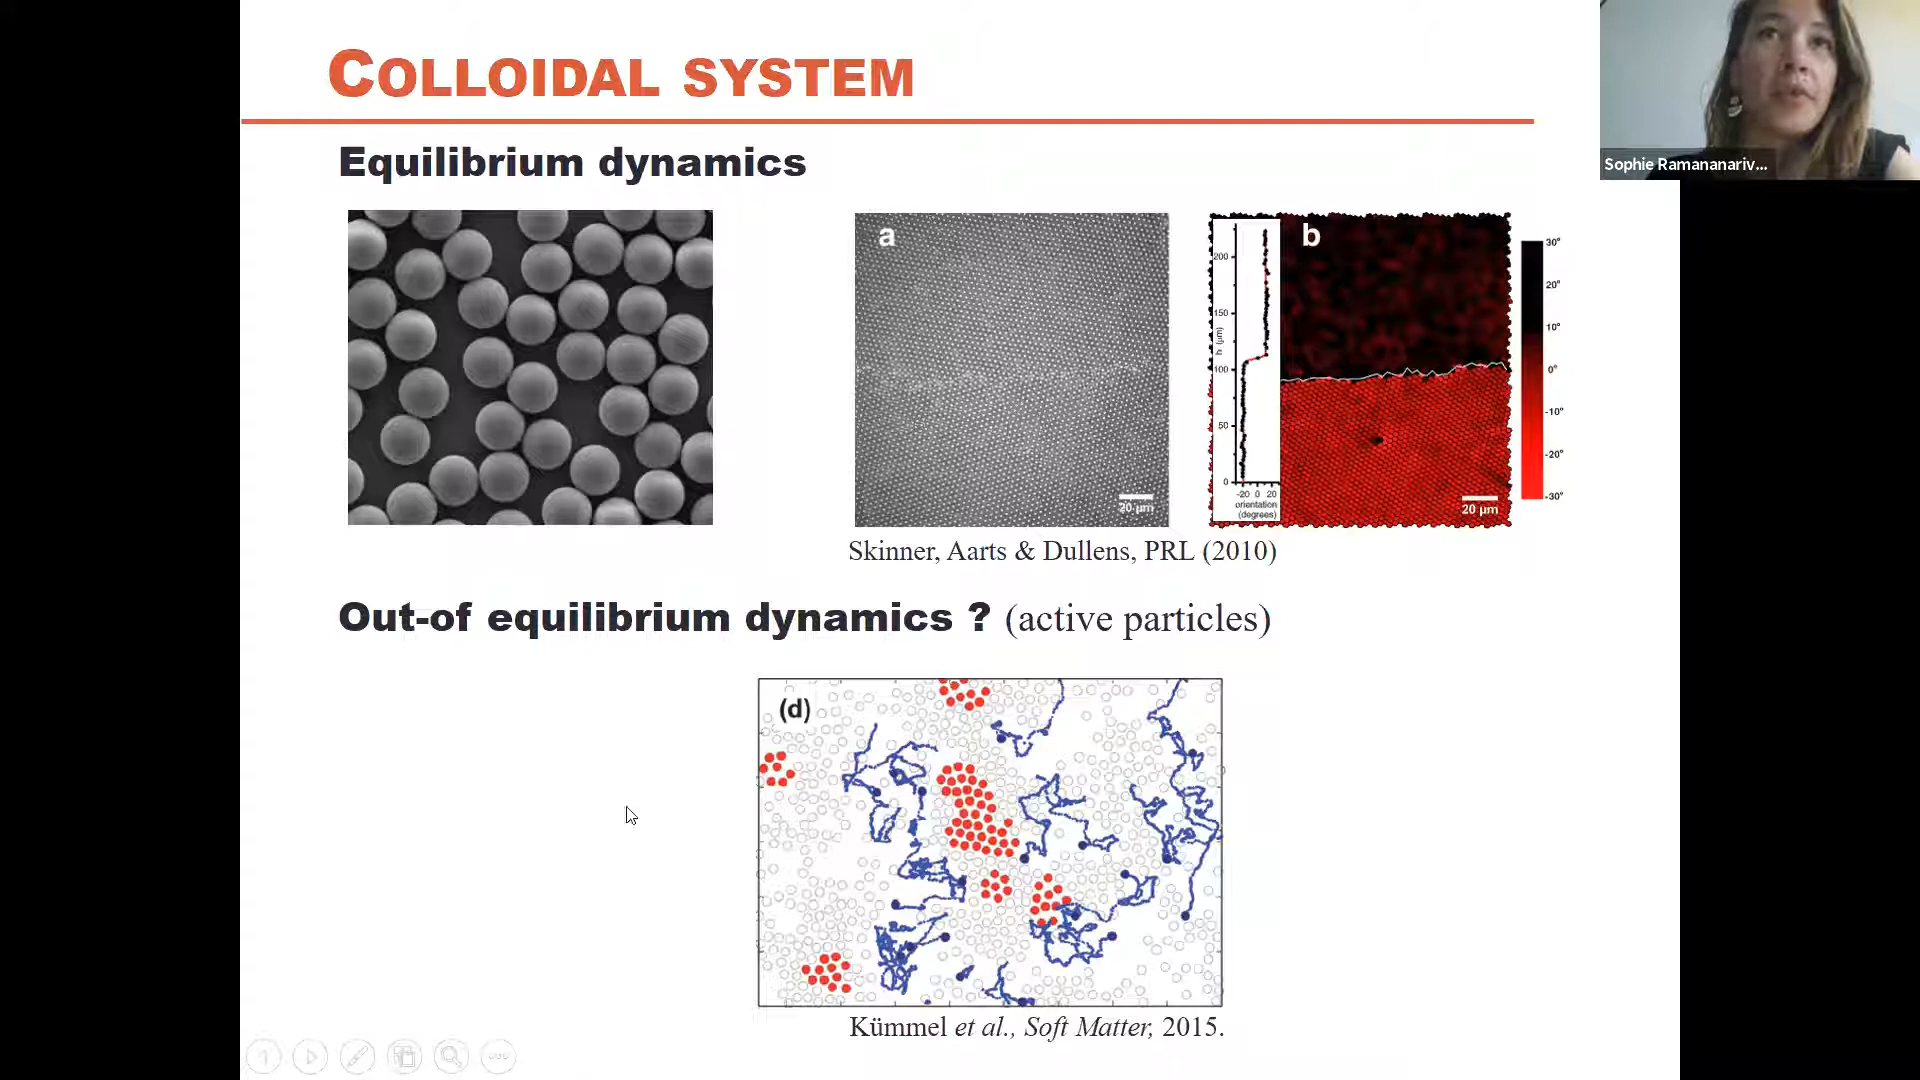 COLLOIDAL SYSTEM
Sophie Ramananariv...
Equilibrium dynamics
a
20 µm
b
200
150
100
50
0
h (µm)
-20 0 20
orientation
(degrees)
20 µm
30°
20°
10°
0°
-10°
-20°
-30°
Skinner, Aarts & Dullens, PRL (2010)
Out-of equilibrium dynamics ? (active particles)
(d)
Kümmel et al., Soft Matter, 2015.